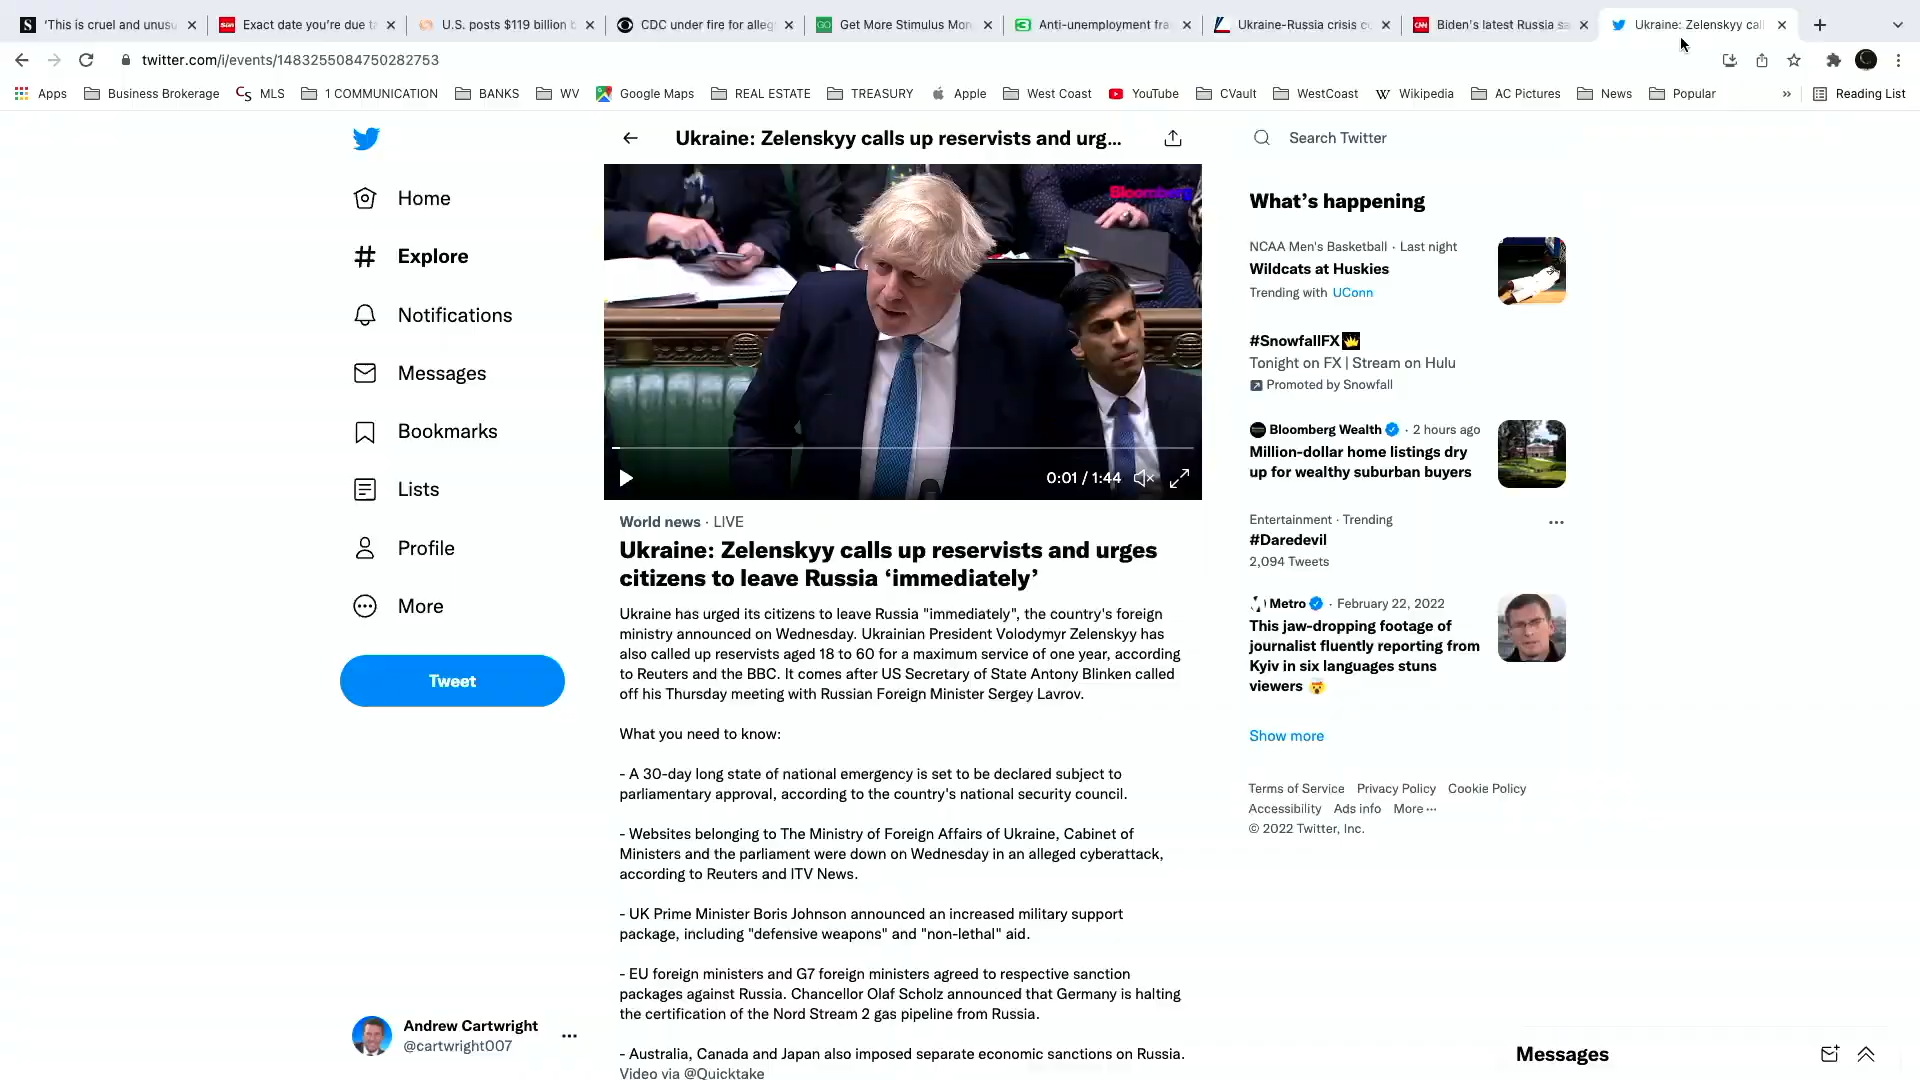 'This is cruel and unusu
Exact date you're due t
U.S. posts $119 billion b
CDC under fire for alleg
Get More Stimulus Mon
Anti-unemployment fra
Ukraine-Russia crisis c
Biden's latest Russia sa
Ukraine: Zelenskyy call
twitter.com/i/events/1483255084750282753
Apps
Business Brokerage
MLS
1 COMMUNICATION
BANKS
WV
Google Maps
REAL ESTATE
TREASURY
Apple
West Coast
YouTube
CVault
WestCoast
Wikipedia
AC Pictures
News
Popular
»
Reading List
Home
Explore
Notifications
Messages
Bookmarks
Lists
Profile
More
Tweet
Andrew Cartwright
@cartwright007
Ukraine: Zelenskyy calls up reservists and urg...
Bloomberg
0:01 / 1:44
World news · LIVE
Ukraine: Zelenskyy calls up reservists and urges
citizens to leave Russia ‘immediately’
Ukraine has urged its citizens to leave Russia "immediately", the country's foreign
ministry announced on Wednesday. Ukrainian President Volodymyr Zelenskyy has
also called up reservists aged 18 to 60 for a maximum service of one year, according
to Reuters and the BBC. It comes after US Secretary of State Antony Blinken called
off his Thursday meeting with Russian Foreign Minister Sergey Lavrov.
What you need to know:
- A 30-day long state of national emergency is set to be declared subject to
parliamentary approval, according to the country's national security council.
- Websites belonging to The Ministry of Foreign Affairs of Ukraine, Cabinet of
Ministers and the parliament were down on Wednesday in an alleged cyberattack,
according to Reuters and ITV News.
- UK Prime Minister Boris Johnson announced an increased military support
package, including "defensive weapons" and "non-lethal" aid.
- EU foreign ministers and G7 foreign ministers agreed to respective sanction
packages against Russia. Chancellor Olaf Scholz announced that Germany is halting
the certification of the Nord Stream 2 gas pipeline from Russia.
- Australia, Canada and Japan also imposed separate economic sanctions on Russia.
Video via @Quicktake
Search Twitter
What’s happening
NCAA Men's Basketball · Last night
Wildcats at Huskies
Trending with UConn
#SnowfallFX
Tonight on FX | Stream on Hulu
Promoted by Snowfall
Bloomberg Wealth · 2 hours ago
Million-dollar home listings dry
up for wealthy suburban buyers
Entertainment · Trending
#Daredevil
2,094 Tweets
Metro · February 22, 2022
This jaw-dropping footage of
journalist fluently reporting from
Kyiv in six languages stuns
viewers 🤯
Show more
Terms of Service Privacy Policy Cookie Policy
Accessibility Ads info More ···
© 2022 Twitter, Inc.
Messages